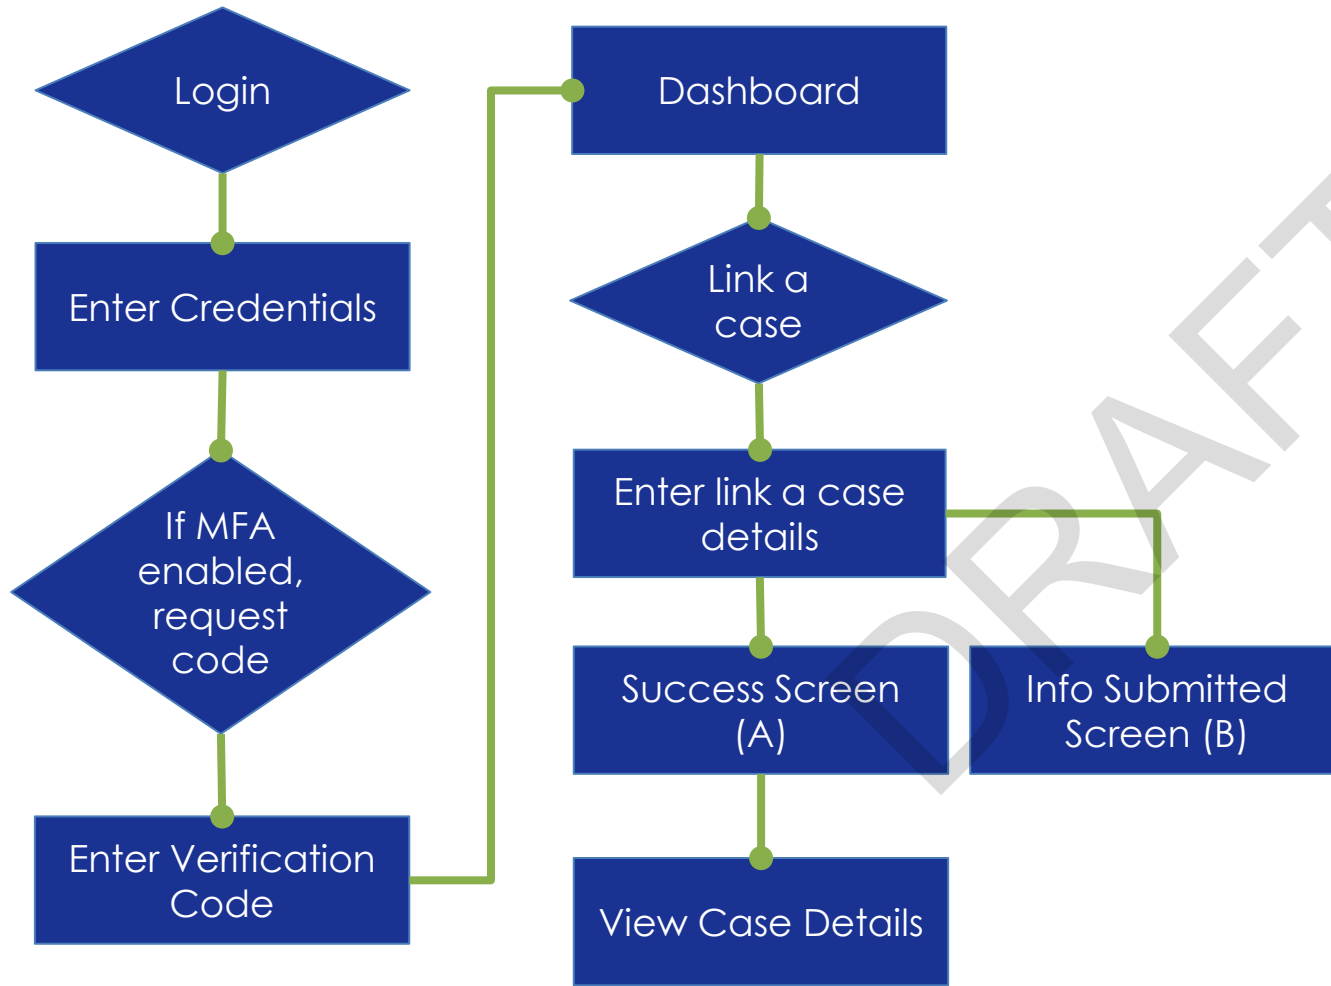 Login
Enter Credentials
If MFA
enabled,
request
code
Enter Verification
Code
Dashboard
Link a
case
Enter link a case
details
Success Screen
(A)
Info Submitted
Screen (B)
View Case Details
DRAFT